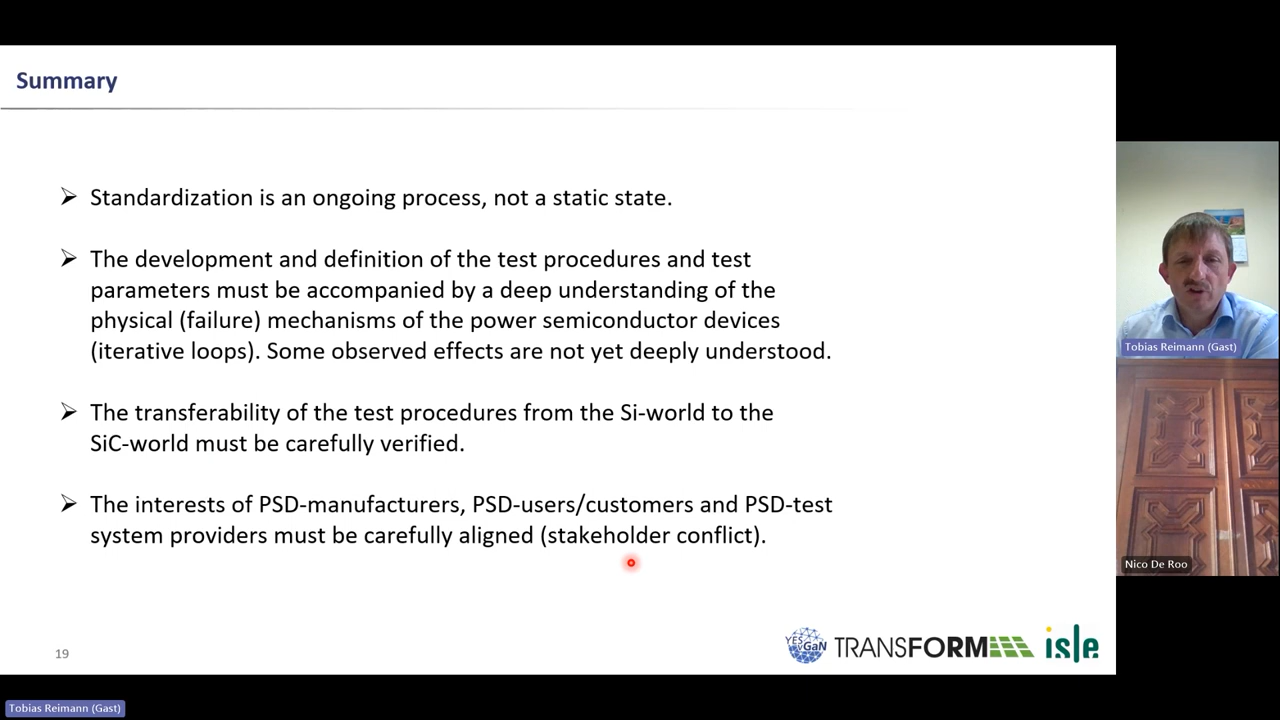 Summary
➢ Standardization is an ongoing process, not a static state.
➢ The development and definition of the test procedures and test
parameters must be accompanied by a deep understanding of the
physical (failure) mechanisms of the power semiconductor devices
(iterative loops). Some observed effects are not yet deeply understood.
➢ The transferability of the test procedures from the Si-world to the
SiC-world must be carefully verified.
➢ The interests of PSD-manufacturers, PSD-users/customers and PSD-test
system providers must be carefully aligned (stakeholder conflict).
19
YES vGaN
TRANSFORM
isle
Tobias Reimann (Gast)
Nico De Roo
Tobias Reimann (Gast)